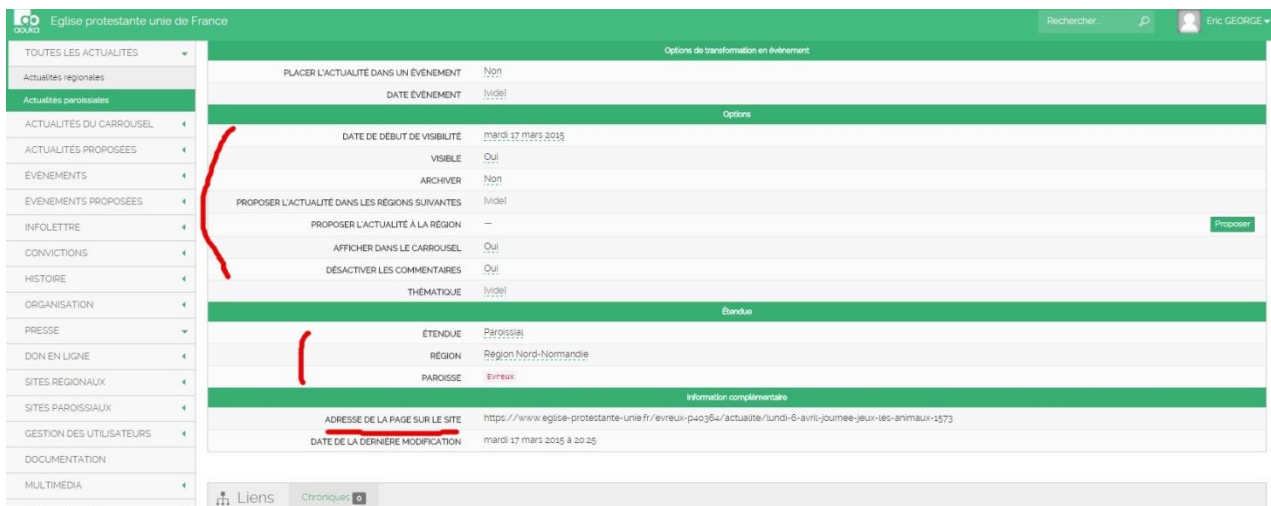 aouka Eglise protestante unie de France Rechercher... Eric GEORGE
TOUTES LES ACTUALITÉS
Actualités régionales
Actualités paroissiales
ACTUALITÉS DU CARROUSEL
ACTUALITÉS PROPOSÉES
ÉVÈNEMENTS
ÉVÈNEMENTS PROPOSÉES
INFOLETTRE
CONVICTIONS
HISTOIRE
ORGANISATION
PRESSE
DON EN LIGNE
SITES RÉGIONAUX
SITES PAROISSIAUX
GESTION DES UTILISATEURS
DOCUMENTATION
MULTIMÉDIA
Options de transformation en évènement
PLACER L'ACTUALITÉ DANS UN ÉVÈNEMENT Non
DATE ÉVÈNEMENT (vide)
Options
DATE DE DÉBUT DE VISIBILITÉ mardi 17 mars 2015
VISIBLE Oui
ARCHIVER Non
PROPOSER L'ACTUALITÉ DANS LES RÉGIONS SUIVANTES (vide)
PROPOSER L'ACTUALITÉ À LA RÉGION — Proposer
AFFICHER DANS LE CARROUSEL Oui
DÉSACTIVER LES COMMENTAIRES Oui
THÉMATIQUE (vide)
Étendue
ÉTENDUE Paroissial
RÉGION Région Nord-Normandie
PAROISSE Evreux
Information complémentaire
ADRESSE DE LA PAGE SUR LE SITE https://www.eglise-protestante-unie.fr/evreux-p40364/actualite/lundi-6-avril-journee-jeux-les-animaux-1573
DATE DE LA DERNIÈRE MODIFICATION mardi 17 mars 2015 à 20:25
Liens Chroniques 0